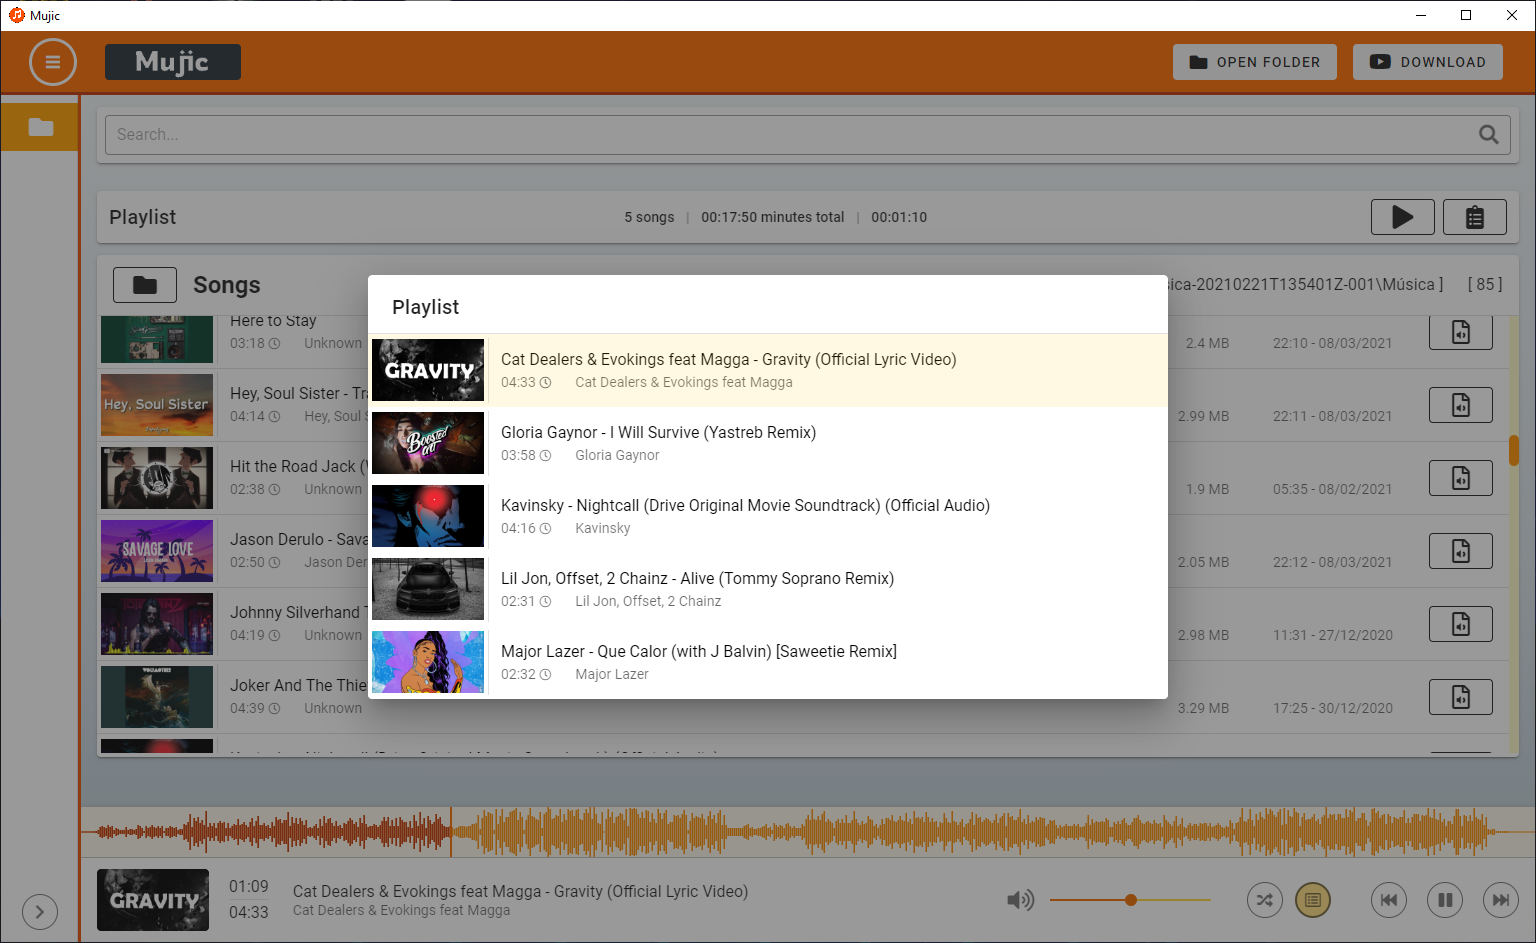 Mujic
Mujic
OPEN FOLDER
DOWNLOAD
Search...
Playlist
5 songs | 00:17:50 minutes total | 00:01:10
Songs
sica-20210221T135401Z-001\Música ] [ 85 ]
Here to Stay
03:18 Unknown
2.4 MB 22:10 - 08/03/2021
Hey, Soul Sister
Hey, Soul Sister - Tra
04:14 Hey, Soul S
2.99 MB 22:11 - 08/03/2021
Hit the Road Jack (
02:38 Unknown
1.9 MB 05:35 - 08/02/2021
SAVAGE LOVE
Jason Derulo - Sava
02:50 Jason Der
2.05 MB 22:12 - 08/03/2021
Johnny Silverhand T
04:19 Unknown
2.98 MB 11:31 - 27/12/2020
Joker And The Thie
04:39 Unknown
3.29 MB 17:25 - 30/12/2020
Playlist
GRAVITY
Cat Dealers & Evokings feat Magga - Gravity (Official Lyric Video)
04:33 Cat Dealers & Evokings feat Magga
Boosted
art
Gloria Gaynor - I Will Survive (Yastreb Remix)
03:58 Gloria Gaynor
Kavinsky - Nightcall (Drive Original Movie Soundtrack) (Official Audio)
04:16 Kavinsky
Lil Jon, Offset, 2 Chainz - Alive (Tommy Soprano Remix)
02:31 Lil Jon, Offset, 2 Chainz
Major Lazer - Que Calor (with J Balvin) [Saweetie Remix]
02:32 Major Lazer
GRAVITY
01:09
04:33
Cat Dealers & Evokings feat Magga - Gravity (Official Lyric Video)
Cat Dealers & Evokings feat Magga